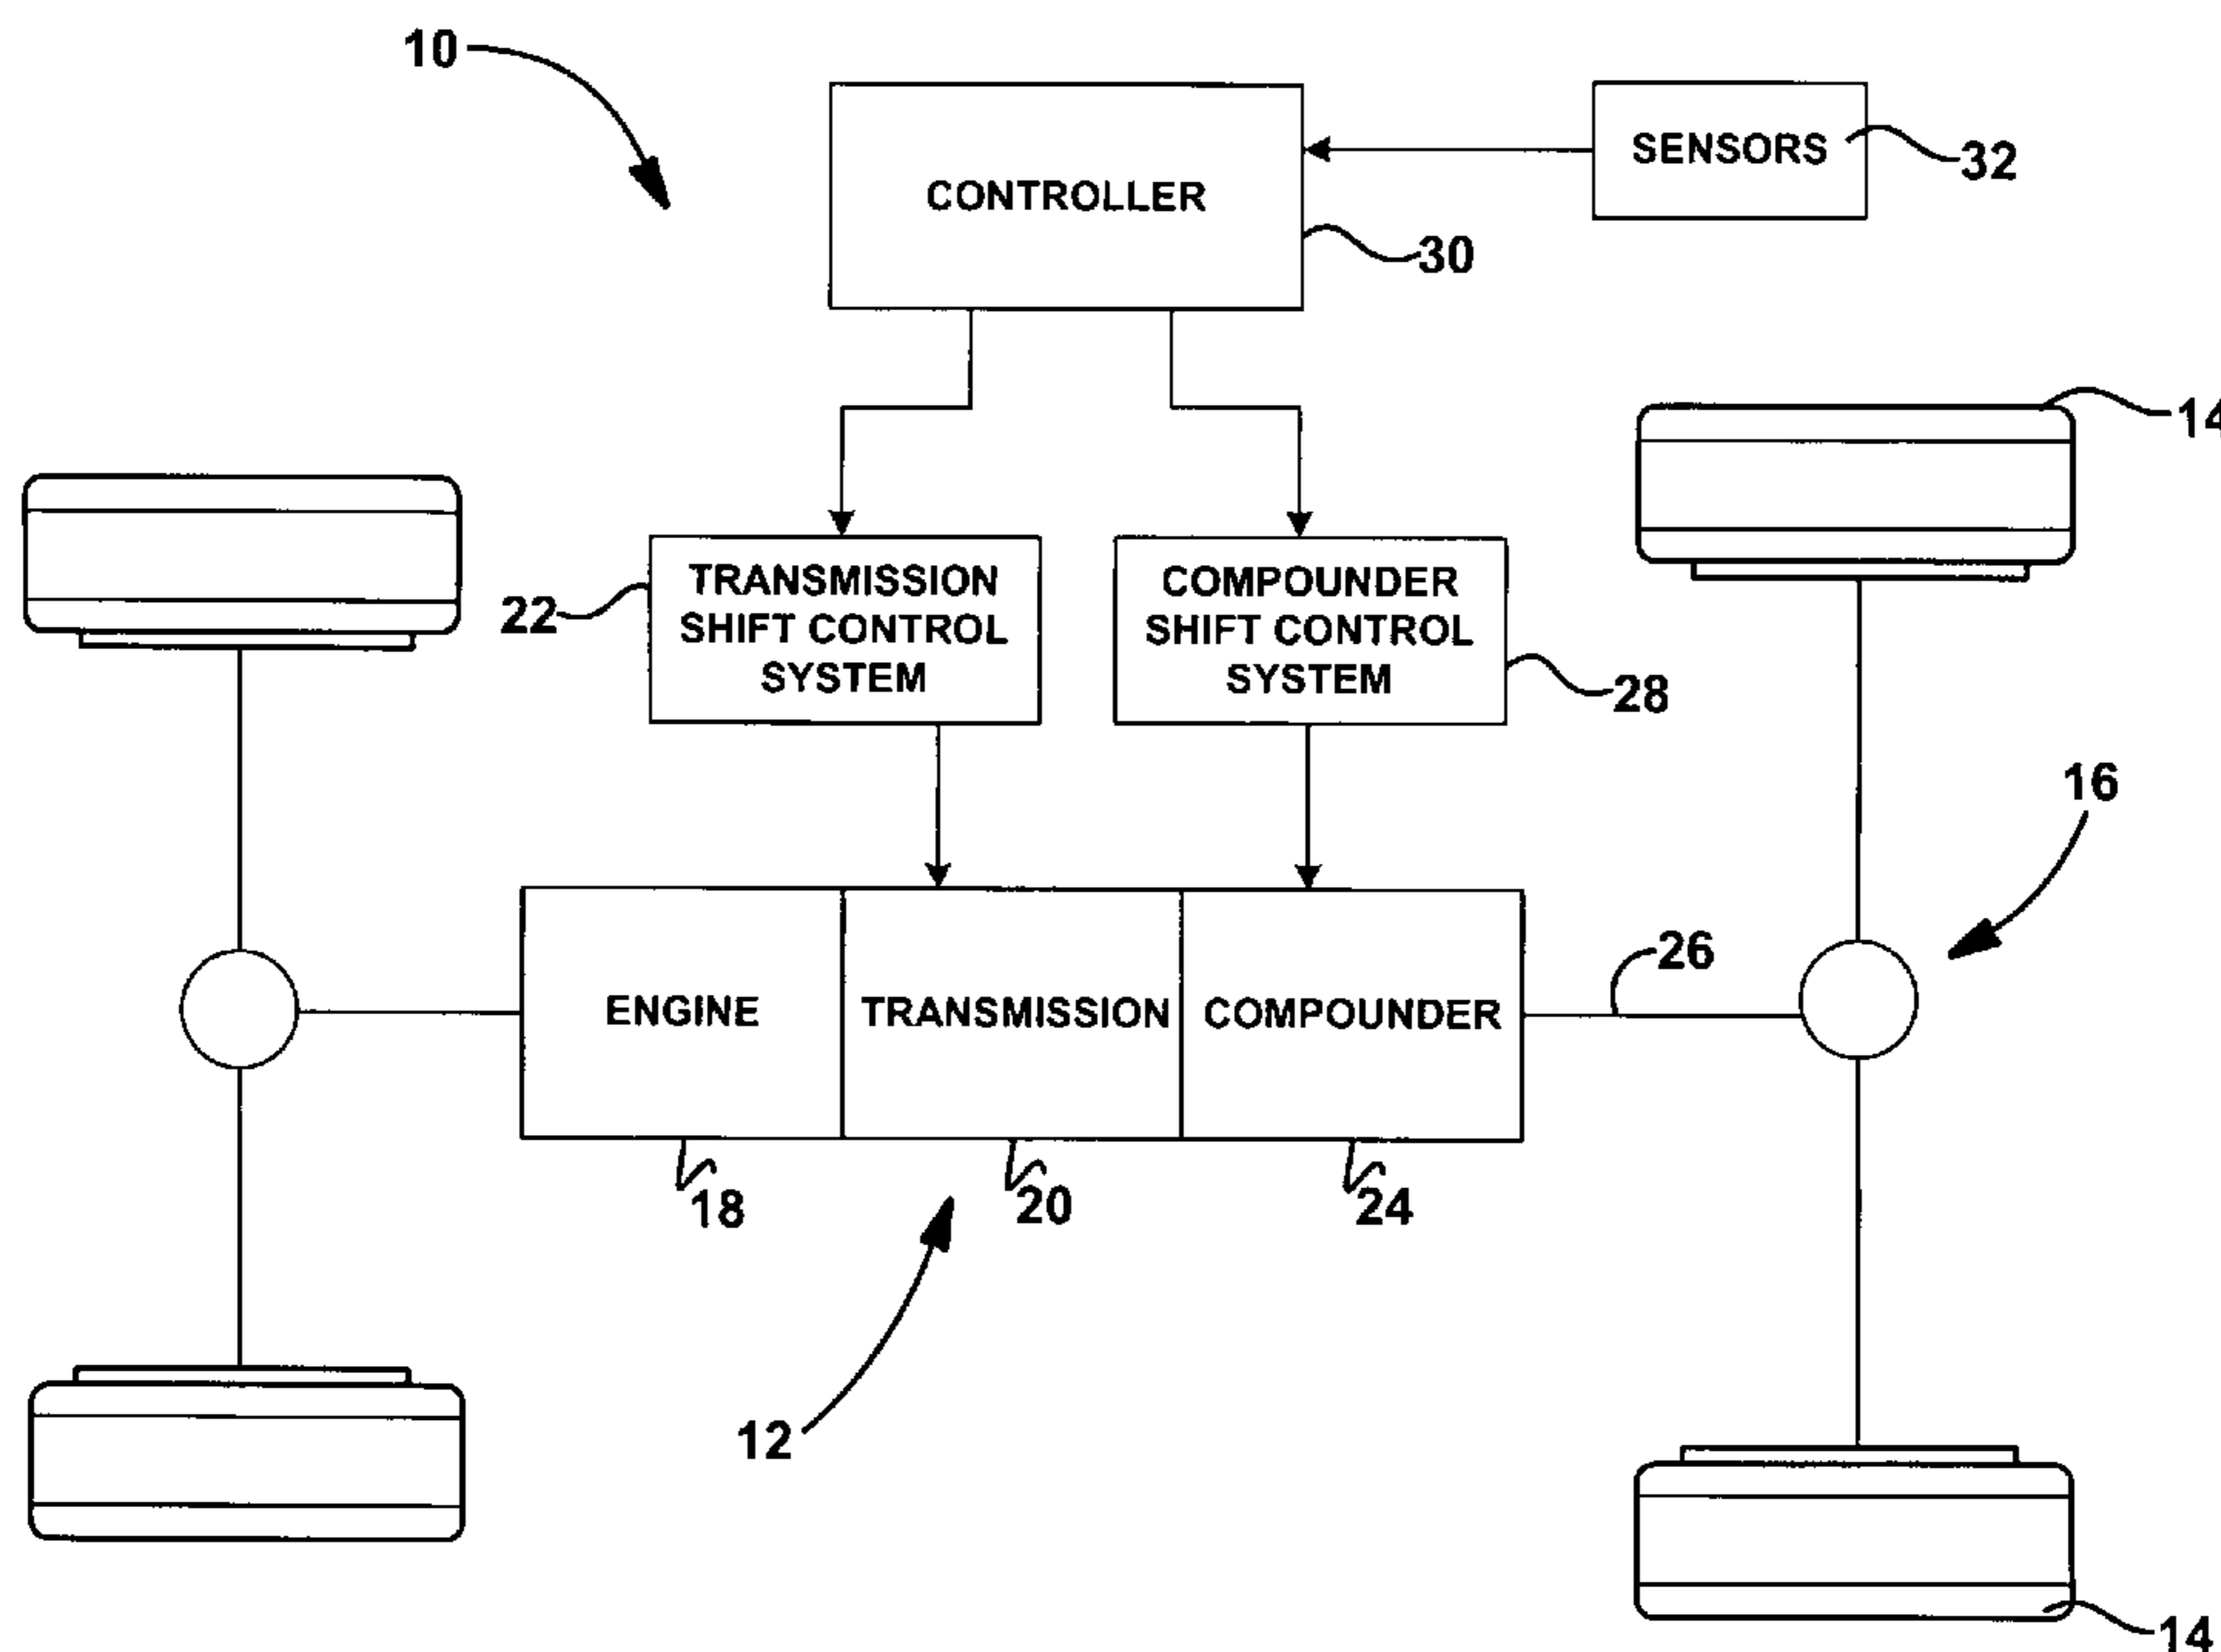 10
CONTROLLER
SENSORS
32
30
14
TRANSMISSION
SHIFT CONTROL
SYSTEM
22
COMPOUNDER
SHIFT CONTROL
SYSTEM
28
16
26
ENGINE
TRANSMISSION
COMPOUNDER
18
20
24
12
14